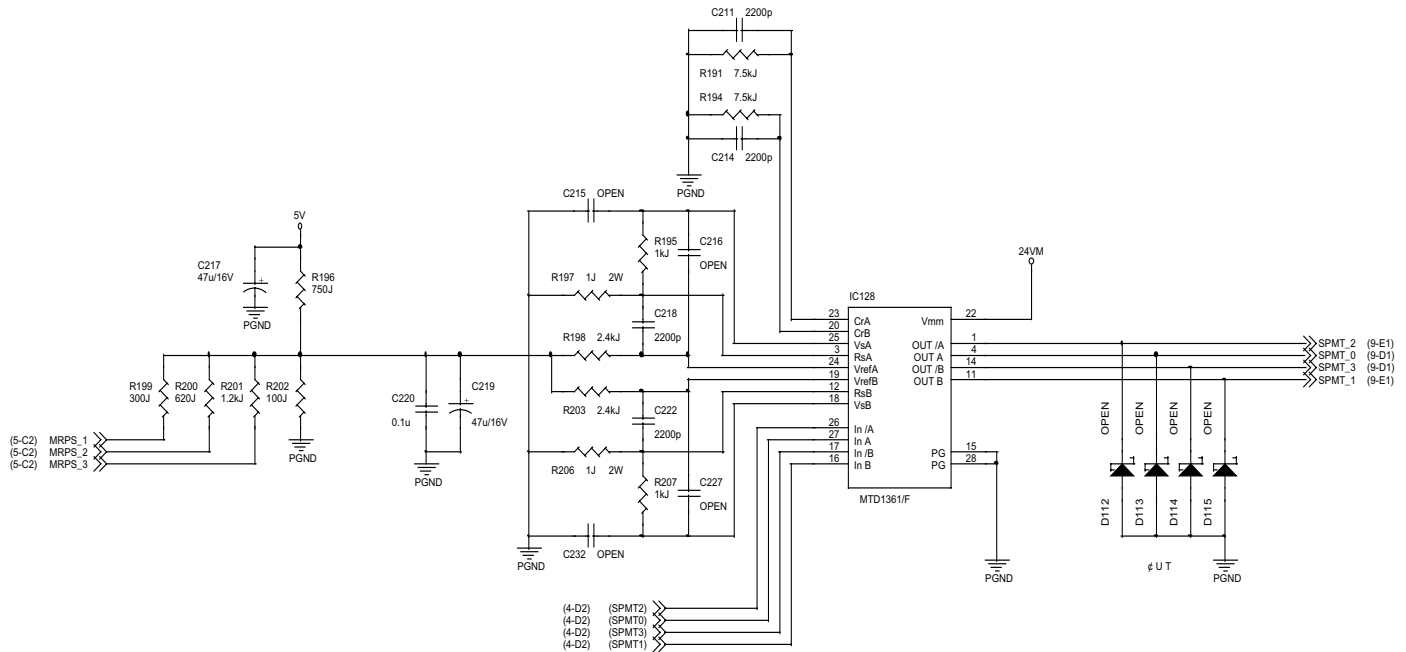 C211 2200p
R191 7.5kJ
R194 7.5kJ
C214 2200p
PGND
C215 OPEN
5V
R195
1kJ
C216
OPEN
24VM
C217
47u/16V
R196
750J
R197 1J 2W
PGND
C218
2200p
R198 2.4kJ
IC128
23 CrA Vmm 22
20 CrB
25 VsA OUT /A 1
3 RsA OUT A 4
24 VrefA OUT /B 14
19 VrefB OUT B 11
12 RsB
18 VsB
26 In /A
27 In A
17 In /B PG 15
16 In B PG 28
MTD1361/F
SPMT_2 (9-E1)
SPMT_0 (9-D1)
SPMT_3 (9-D1)
SPMT_1 (9-E1)
R199
300J
R200
620J
R201
1.2kJ
R202
100J
C220
0.1u
C219
47u/16V
R203 2.4kJ
C222
2200p
(5-C2) MRPS_1
(5-C2) MRPS_2
(5-C2) MRPS_3
PGND
PGND
R206 1J 2W
R207
1kJ
C227
OPEN
C232 OPEN
PGND
OPEN
OPEN
OPEN
OPEN
D112
D113
D114
D115
PGND
¢ U T
PGND
(4-D2) (SPMT2)
(4-D2) (SPMT0)
(4-D2) (SPMT3)
(4-D2) (SPMT1)